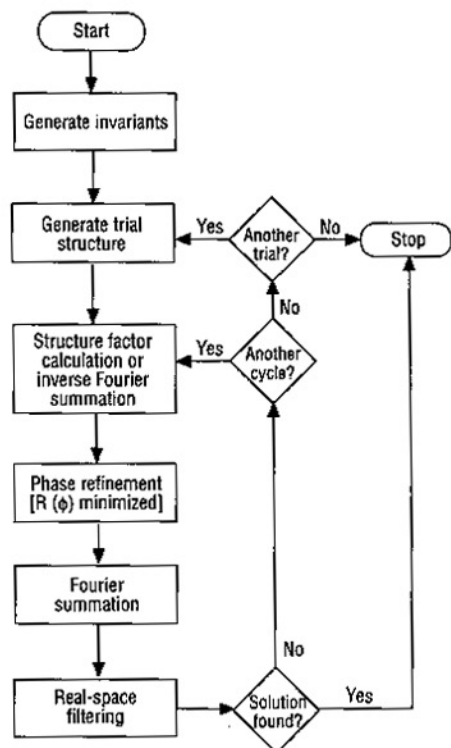 Start
Generate invariants
Generate trial
structure
Yes
Another
trial?
No
Stop
No
Structure factor
calculation or
inverse Fourier
summation
Yes
Another
cycle?
Phase refinement
[R (ϕ) minimized]
Fourier
summation
No
Real-space
filtering
Solution
found?
Yes